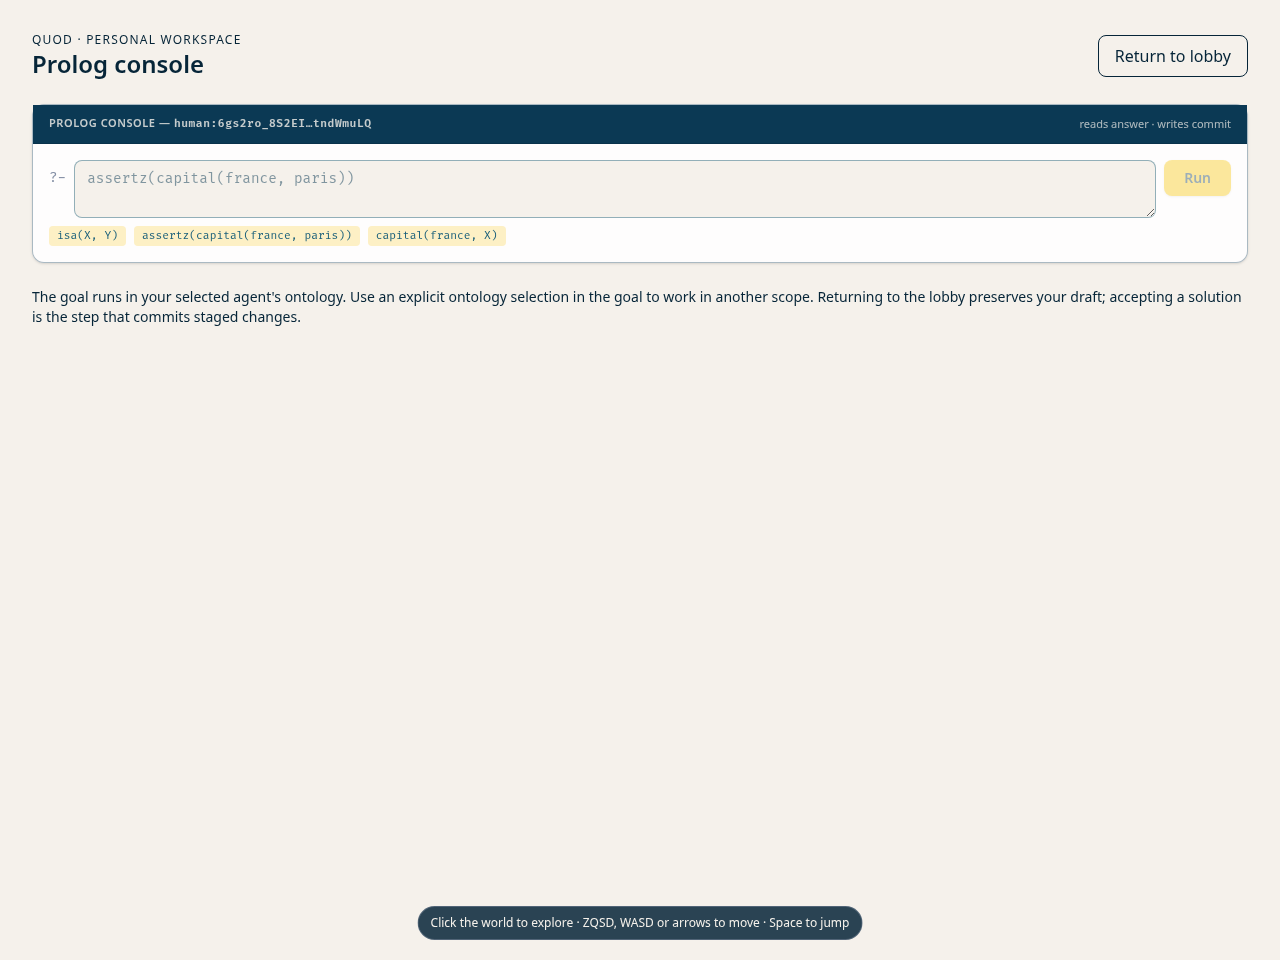 QUOD · PERSONAL WORKSPACE
Prolog console
Return to lobby
PROLOG CONSOLE — human:6gs2ro_8S2EI…tndWmuLQ
reads answer · writes commit
?- assertz(capital(france, paris))
Run
isa(X, Y) assertz(capital(france, paris)) capital(france, X)
The goal runs in your selected agent's ontology. Use an explicit ontology selection in the goal to work in another scope. Returning to the lobby preserves your draft; accepting a solution
is the step that commits staged changes.
Click the world to explore · ZQSD, WASD or arrows to move · Space to jump